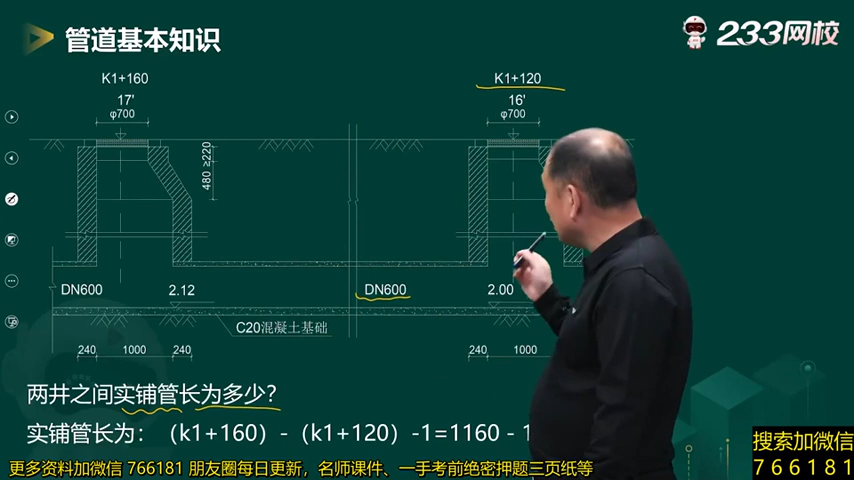 管道基本知识
233网校
K1+160
K1+120
17'
16'
φ700
φ700
480 ≥220
DN600
2.12
DN600
2.00
C20混凝土基础
240
1000
240
240
1000
两井之间实铺管长为多少?
实铺管长为：（k1+160）-（k1+120）-1=1160 - 1
更多资料加微信 766181 朋友圈每日更新，名师课件、一手考前绝密押题三页纸等
搜索加微信
766181